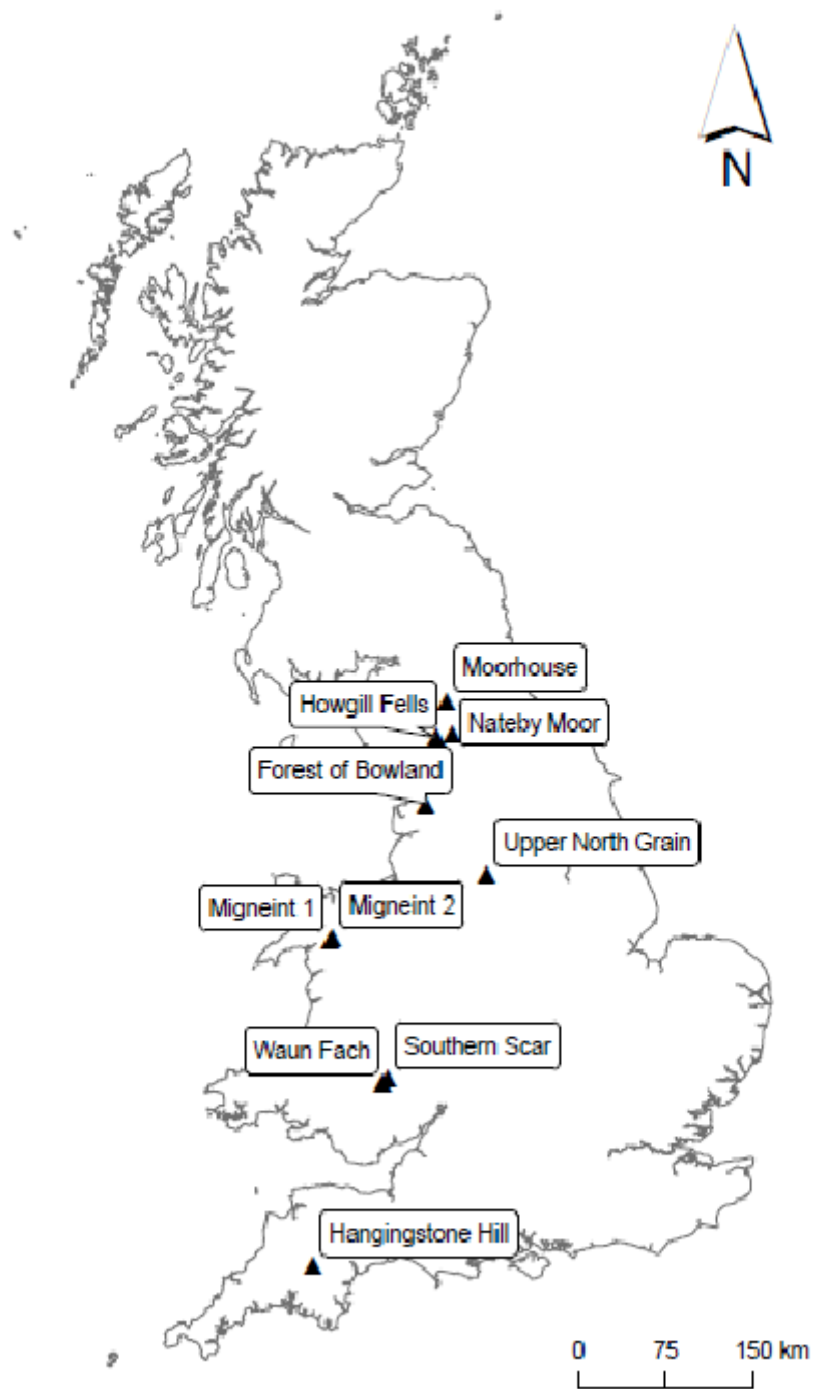 N
Moorhouse
Howgill Fells
Nateby Moor
Forest of Bowland
Upper North Grain
Migneint 1
Migneint 2
Waun Fach
Southern Scar
Hangingstone Hill
0 75 150 km